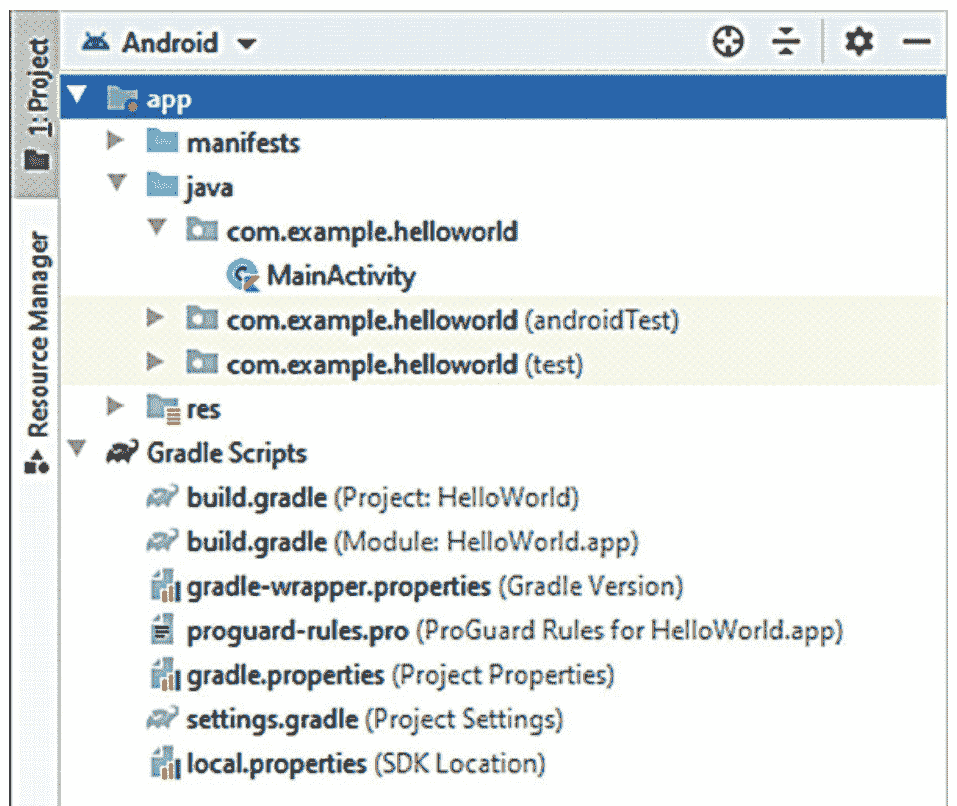 1: Project
Resource Manager
Android
app
manifests
java
com.example.helloworld
MainActivity
com.example.helloworld (androidTest)
com.example.helloworld (test)
res
Gradle Scripts
build.gradle (Project: HelloWorld)
build.gradle (Module: HelloWorld.app)
gradle-wrapper.properties (Gradle Version)
proguard-rules.pro (ProGuard Rules for HelloWorld.app)
gradle.properties (Project Properties)
settings.gradle (Project Settings)
local.properties (SDK Location)